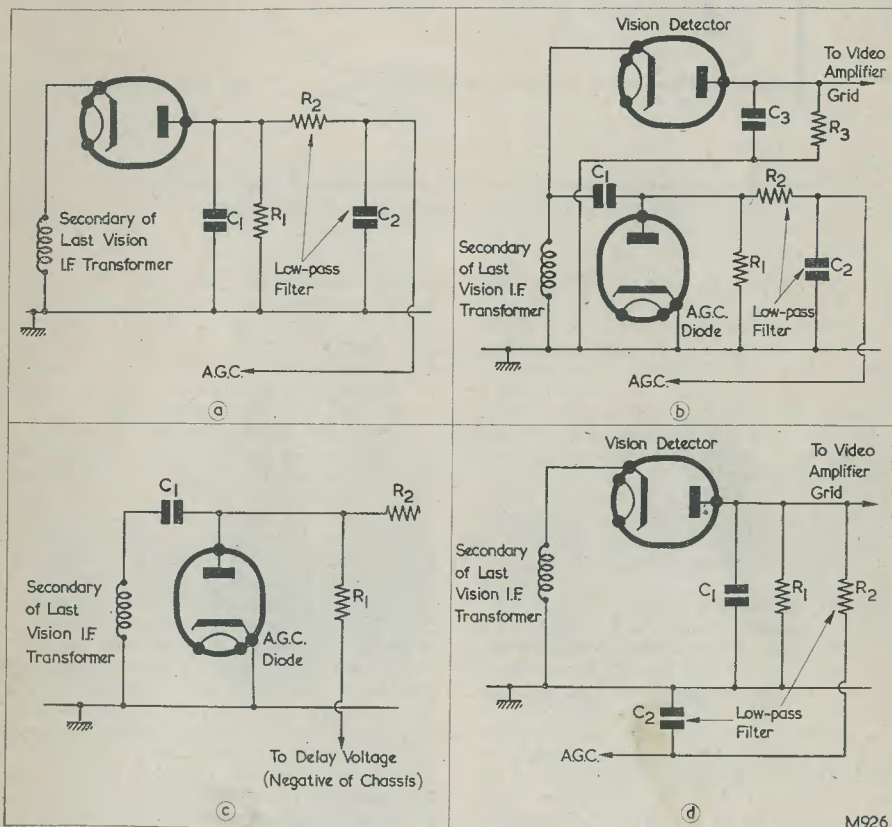 R2
C1
R1
C2
Secondary of
Last Vision
I.F. Transformer
Low-pass
Filter
A.G.C.
a
Vision Detector
To Video
Amplifier
Grid
C3
R3
C1
R2
Secondary
of Last
Vision I.F.
Transformer
R1
C2
A.G.C.
Diode
Low-pass
Filter
A.G.C.
b
C1
R2
Secondary
of Last
Vision I.F.
Transformer
R1
A.G.C.
Diode
To Delay Voltage
(Negative of Chassis)
c
Vision Detector
To Video
Amplifier
Grid
Secondary
of Last
Vision I.F.
Transformer
C1
R1
R2
C2
Low-pass
Filter
A.G.C.
d
M926